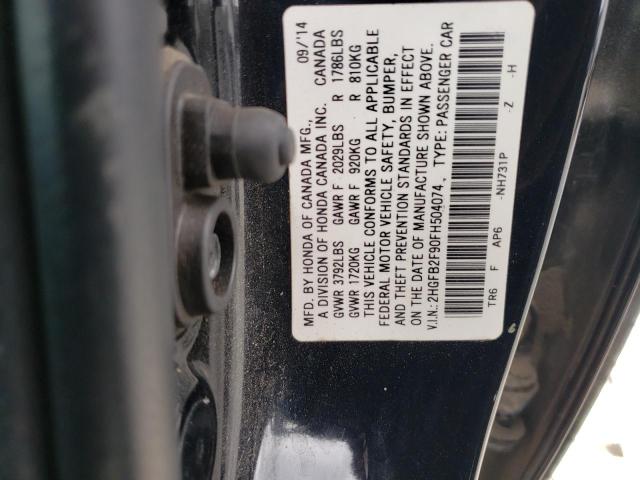 MFD. BY HONDA OF CANADA MFG., 09/'14
A DIVISION OF HONDA CANADA INC. CANADA
GVWR 3792LBS GAWR F 2029LBS R 1786LBS
GVWR 1720KG GAWR F 920KG R 810KG
THIS VEHICLE CONFORMS TO ALL APPLICABLE
FEDERAL MOTOR VEHICLE SAFETY, BUMPER,
AND THEFT PREVENTION STANDARDS IN EFFECT
ON THE DATE OF MANUFACTURE SHOWN ABOVE.
V.I.N.: 2HGFB2F90FH504074, TYPE: PASSENGER CAR
TR6 F AP6 -NH731P -Z -H